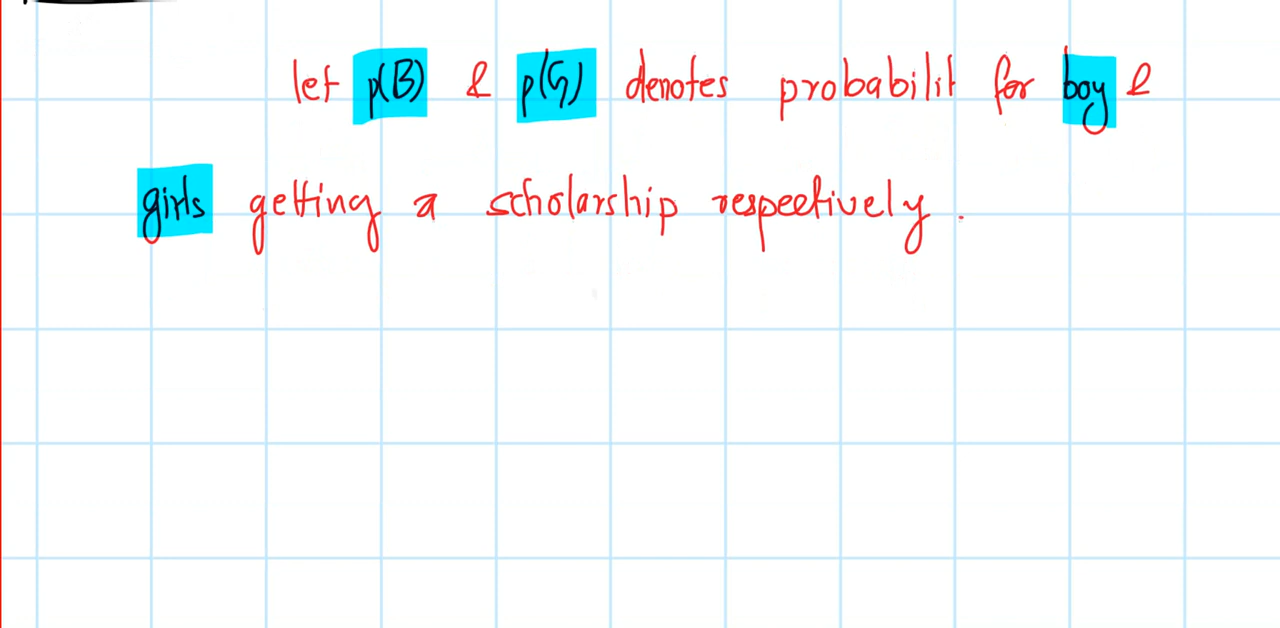 let p(B) & p(G) denotes probabilit for boy &
girls getting a scholarship respectively.